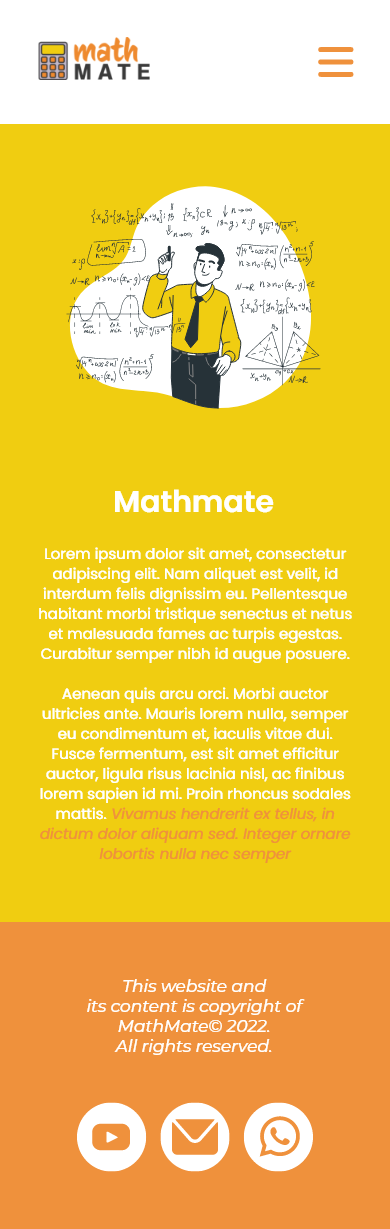 math
MATE
Mathmate
Lorem ipsum dolor sit amet, consectetur
adipiscing elit. Nam aliquet est velit, id
interdum felis dignissim eu. Pellentesque
habitant morbi tristique senectus et netus
et malesuada fames ac turpis egestas.
Curabitur semper nibh id augue posuere.
Aenean quis arcu orci. Morbi auctor
ultricies ante. Mauris lorem nulla, semper
eu condimentum et, iaculis vitae dui.
Fusce fermentum, est sit amet efficitur
auctor, ligula risus lacinia nisl, ac finibus
lorem sapien id mi. Proin rhoncus sodales
mattis. Vivamus hendrerit ex tellus, in
dictum dolor aliquam sed. Integer ornare
lobortis nulla nec semper
This website and
its content is copyright of
MathMate© 2022.
All rights reserved.